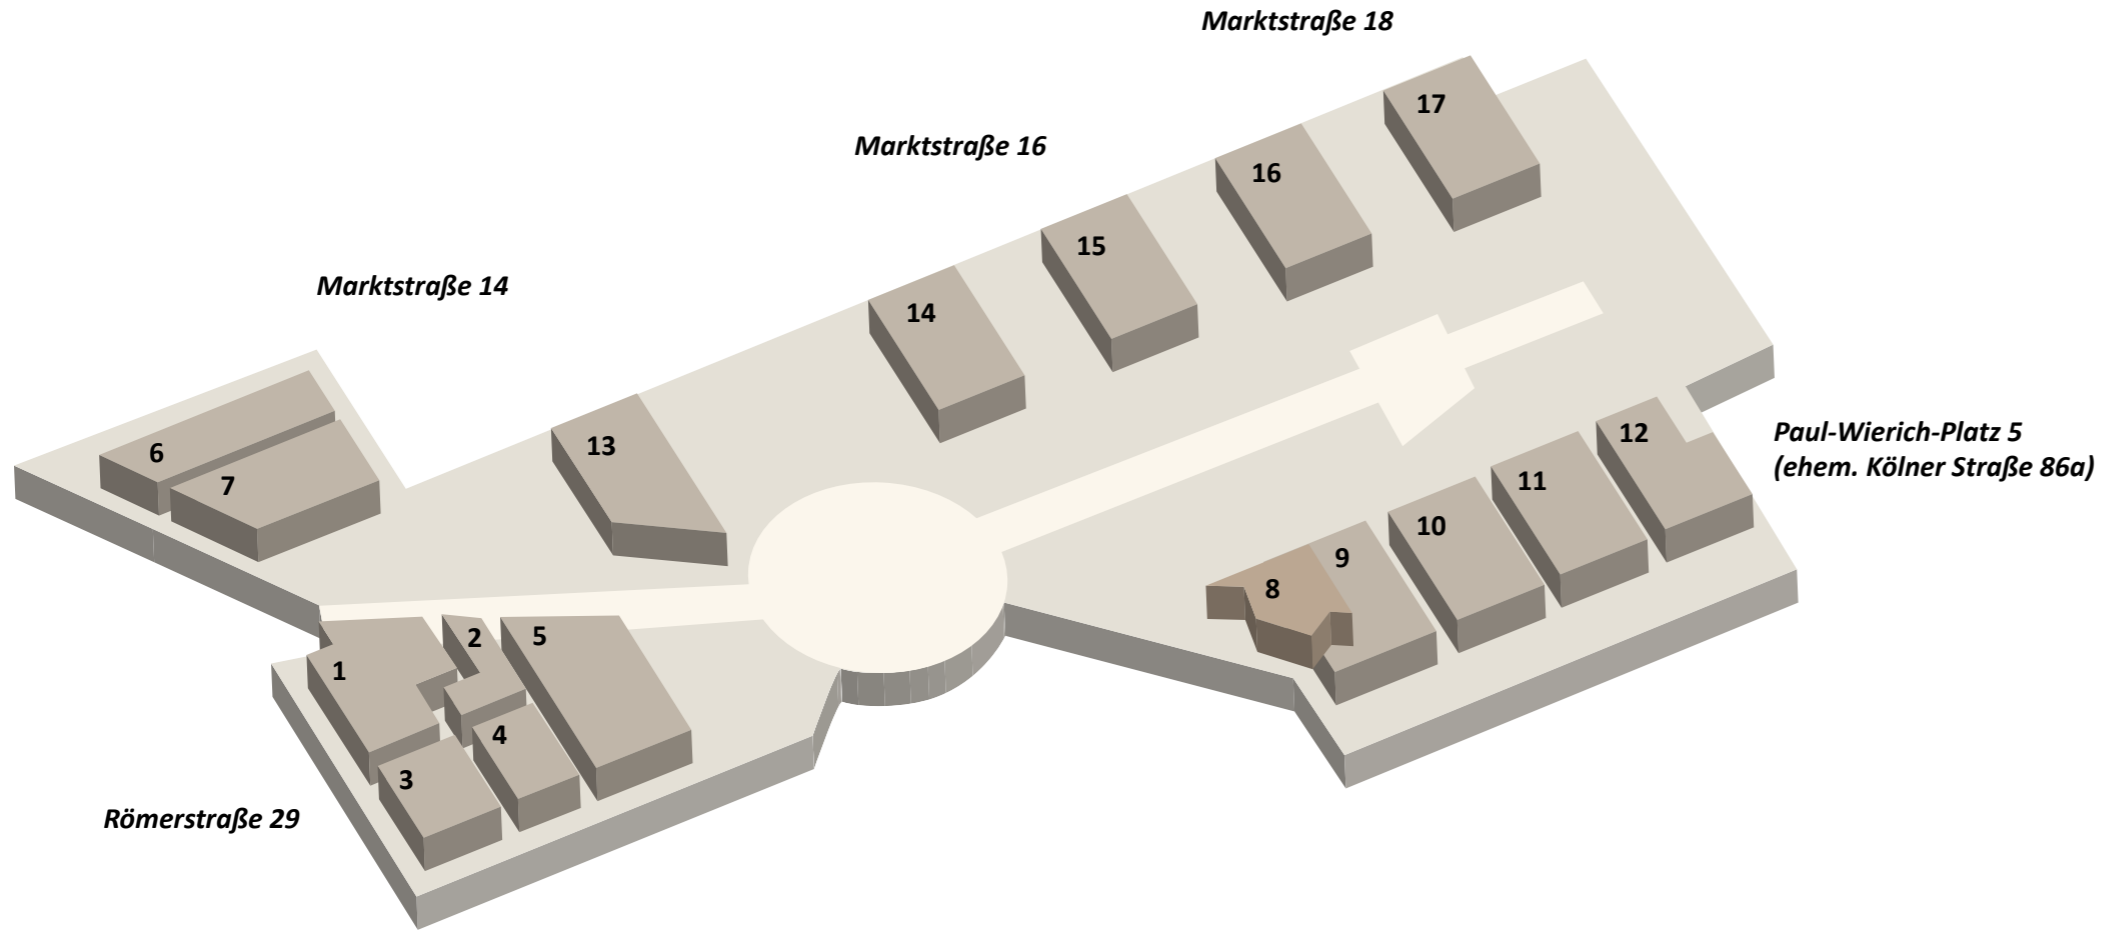 Marktstraße 18
17
Marktstraße 16
16
15
Marktstraße 14
14
13
12
Paul-Wierich-Platz 5
(ehem. Kölner Straße 86a)
6
7
11
10
9
8
2
5
1
4
3
Römerstraße 29